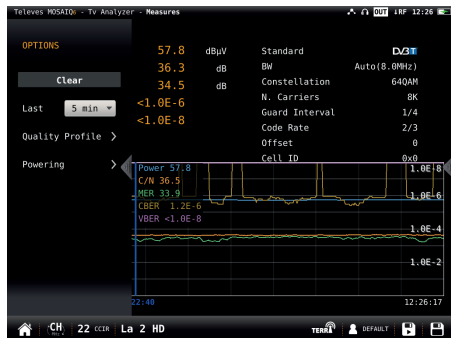 Televes MOSAIQ6 - Tv Analyzer - Measures
OUT
↓RF 12:26
OPTIONS
Clear
Last 5 min
Quality Profile
Powering
57.8 dBµV
36.3 dB
34.5 dB
<1.0E-6
<1.0E-8
Standard DVB T
BW Auto(8.0MHz)
Constellation 64QAM
N. Carriers 8K
Guard Interval 1/4
Code Rate 2/3
Offset 0
Cell ID 0x0
Power 57.8
C/N 36.5
MER 33.9
CBER 1.2E-6
VBER <1.0E-8
1.0E-8
1.0E-6
1.0E-4
1.0E-2
22:40
12:26:17
CH
22 CCIR
La 2 HD
TERR
DEFAULT